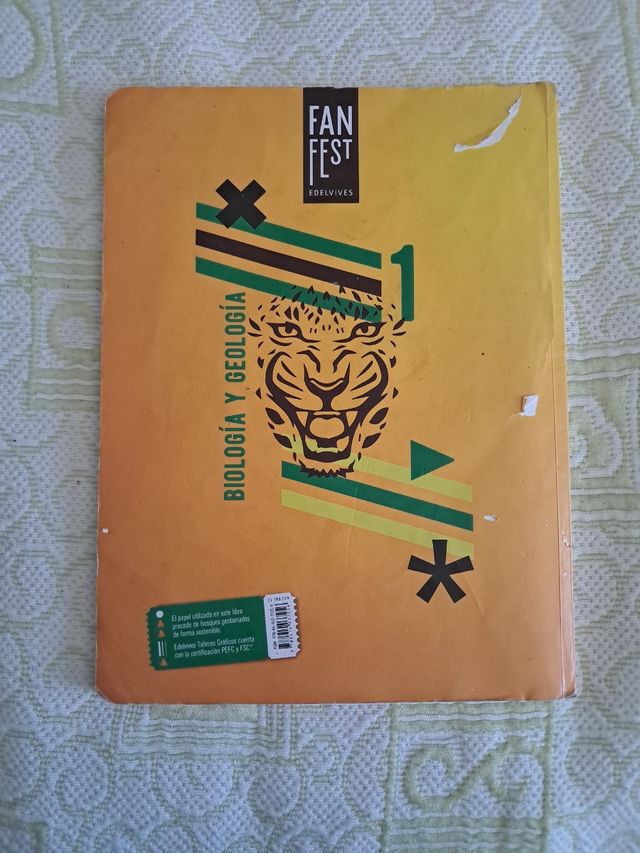 FAN
FEST
EDELVIVES
1
BIOLOGÍA Y GEOLOGÍA
El papel utilizado en este libro
procede de bosques gestionados
de forma sostenible.
Edelvives Talleres Gráficos cuenta
con la certificación PEFC y FSC®.